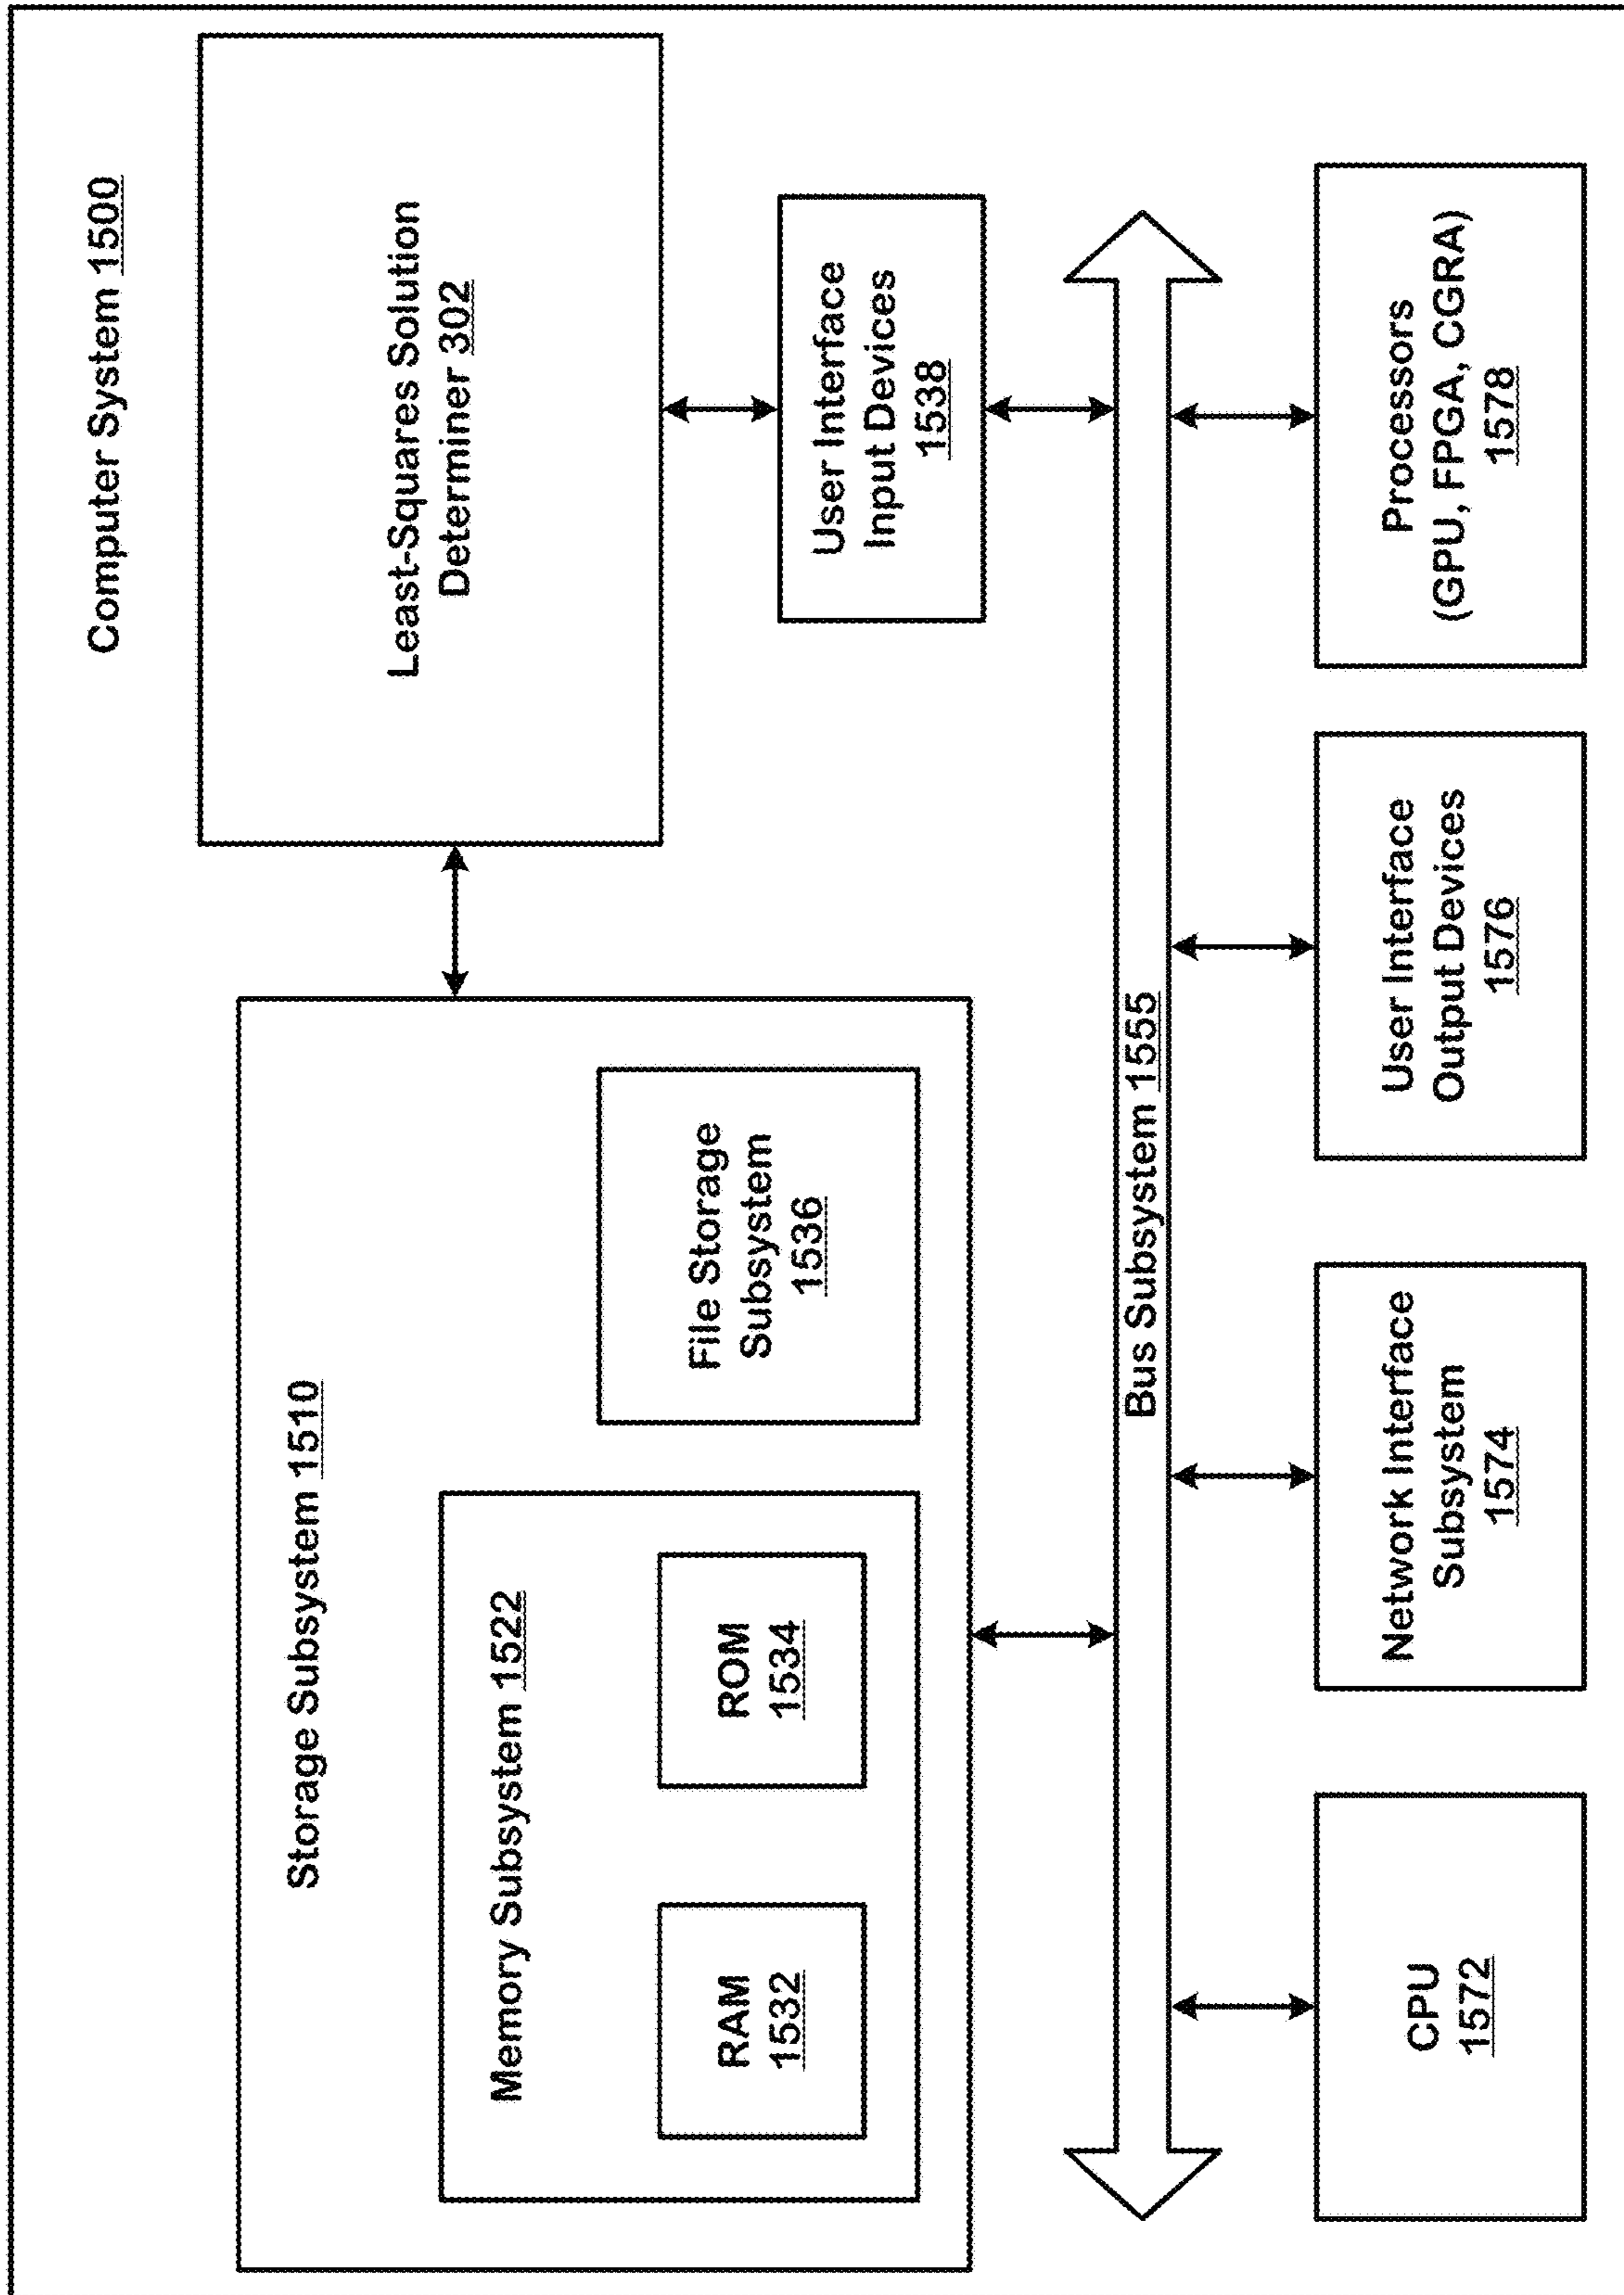 Computer System 1500
Storage Subsystem 1510
Memory Subsystem 1522
RAM
1532
ROM
1534
File Storage
Subsystem
1536
Least-Squares Solution
Determiner 302
User Interface
Input Devices
1538
Bus Subsystem 1555
CPU
1572
Network Interface
Subsystem
1574
User Interface
Output Devices
1576
Processors
(GPU, FPGA, CGRA)
1578